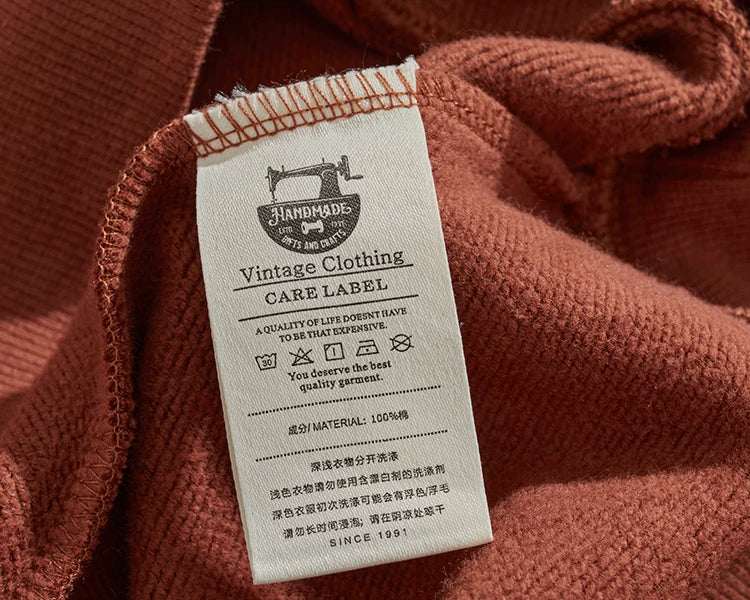 HANDMADE
ESTD 1991
GIFTS AND CRAFTS
Vintage Clothing
CARE LABEL
A QUALITY OF LIFE DOESNT HAVE
TO BE THAT EXPENSIVE.
30
You deserve the best
quality garment.
成分/ MATERIAL: 100%棉
深浅衣物分开洗涤
浅色衣物请勿使用含漂白剂的洗涤剂
深色衣服初次洗涤可能会有浮色/浮毛
请勿长时间浸泡；请在阴凉处晾干
SINCE 1991